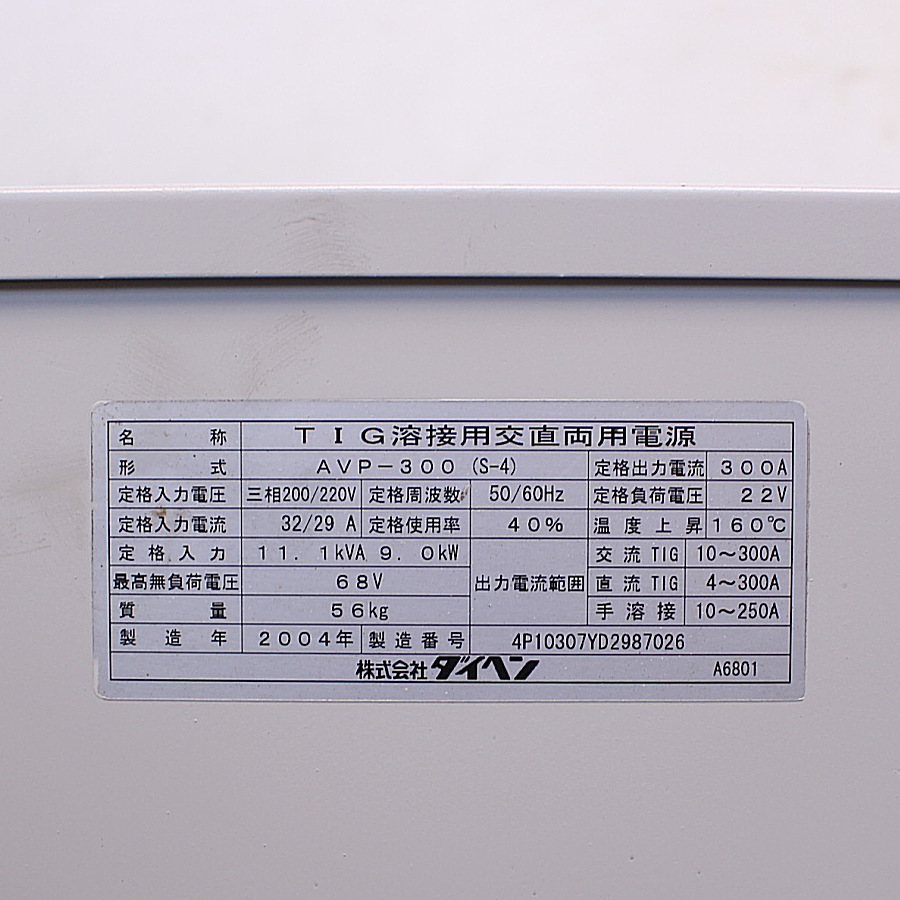 名称 TIG溶接用交直両用電源
形式 AVP-300 (S-4) 定格出力電流 300A
定格入力電圧 三相200/220V 定格周波数 50/60Hz 定格負荷電圧 22V
定格入力電流 32/29 A 定格使用率 40% 温度上昇 160℃
定格入力 11.1kVA 9.0kW 出力電流範囲 交流TIG 10～300A
最高無負荷電圧 68V 直流TIG 4～300A
質量 56kg 手溶接 10～250A
製造年 2004年 製造番号 4P10307YD2987026
株式会社ダイヘン A6801